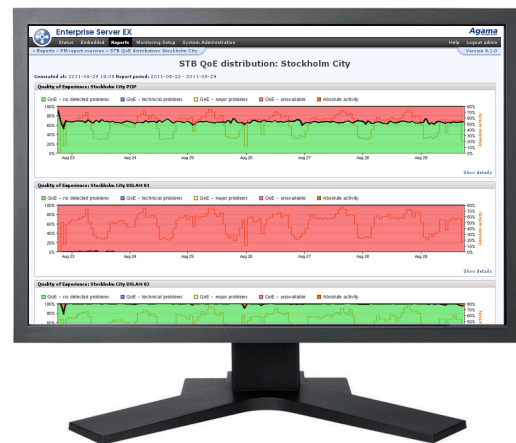 Enterprise Server EX
Agama
Status Embedded Reports Monitoring Setup System Administration Help Logout admin
« Reports » PM report overview » STB QoE distribution: Stockholm City Version 4.1.0
STB QoE distribution: Stockholm City
Generated at: 2011-08-29 18:06 Report period: 2011-08-22 - 2011-08-29
Quality of Experience: Stockholm City POP
QoE - no detected problems QoE - technical problems QoE - major problems QoE - unavailable Absolute activity
100% 80% 60% 40% 20% 0%
80% 70% 60% 50% 40% 30% 20% 10% 0%
Absolute activity
Aug 23 Aug 24 Aug 25 Aug 26 Aug 27 Aug 28 Aug 29
Show details
Quality of Experience: Stockholm City DSLAM 01
QoE - no detected problems QoE - technical problems QoE - major problems QoE - unavailable Absolute activity
100% 80% 60% 40% 20% 0%
80% 70% 60% 50% 40% 30% 20% 10% 0%
Absolute activity
Aug 23 Aug 24 Aug 25 Aug 26 Aug 27 Aug 28 Aug 29
Show details
Quality of Experience: Stockholm City DSLAM 02
QoE - no detected problems QoE - technical problems QoE - major problems QoE - unavailable Absolute activity
100% 80% 60%
80% 70% 60% 50%